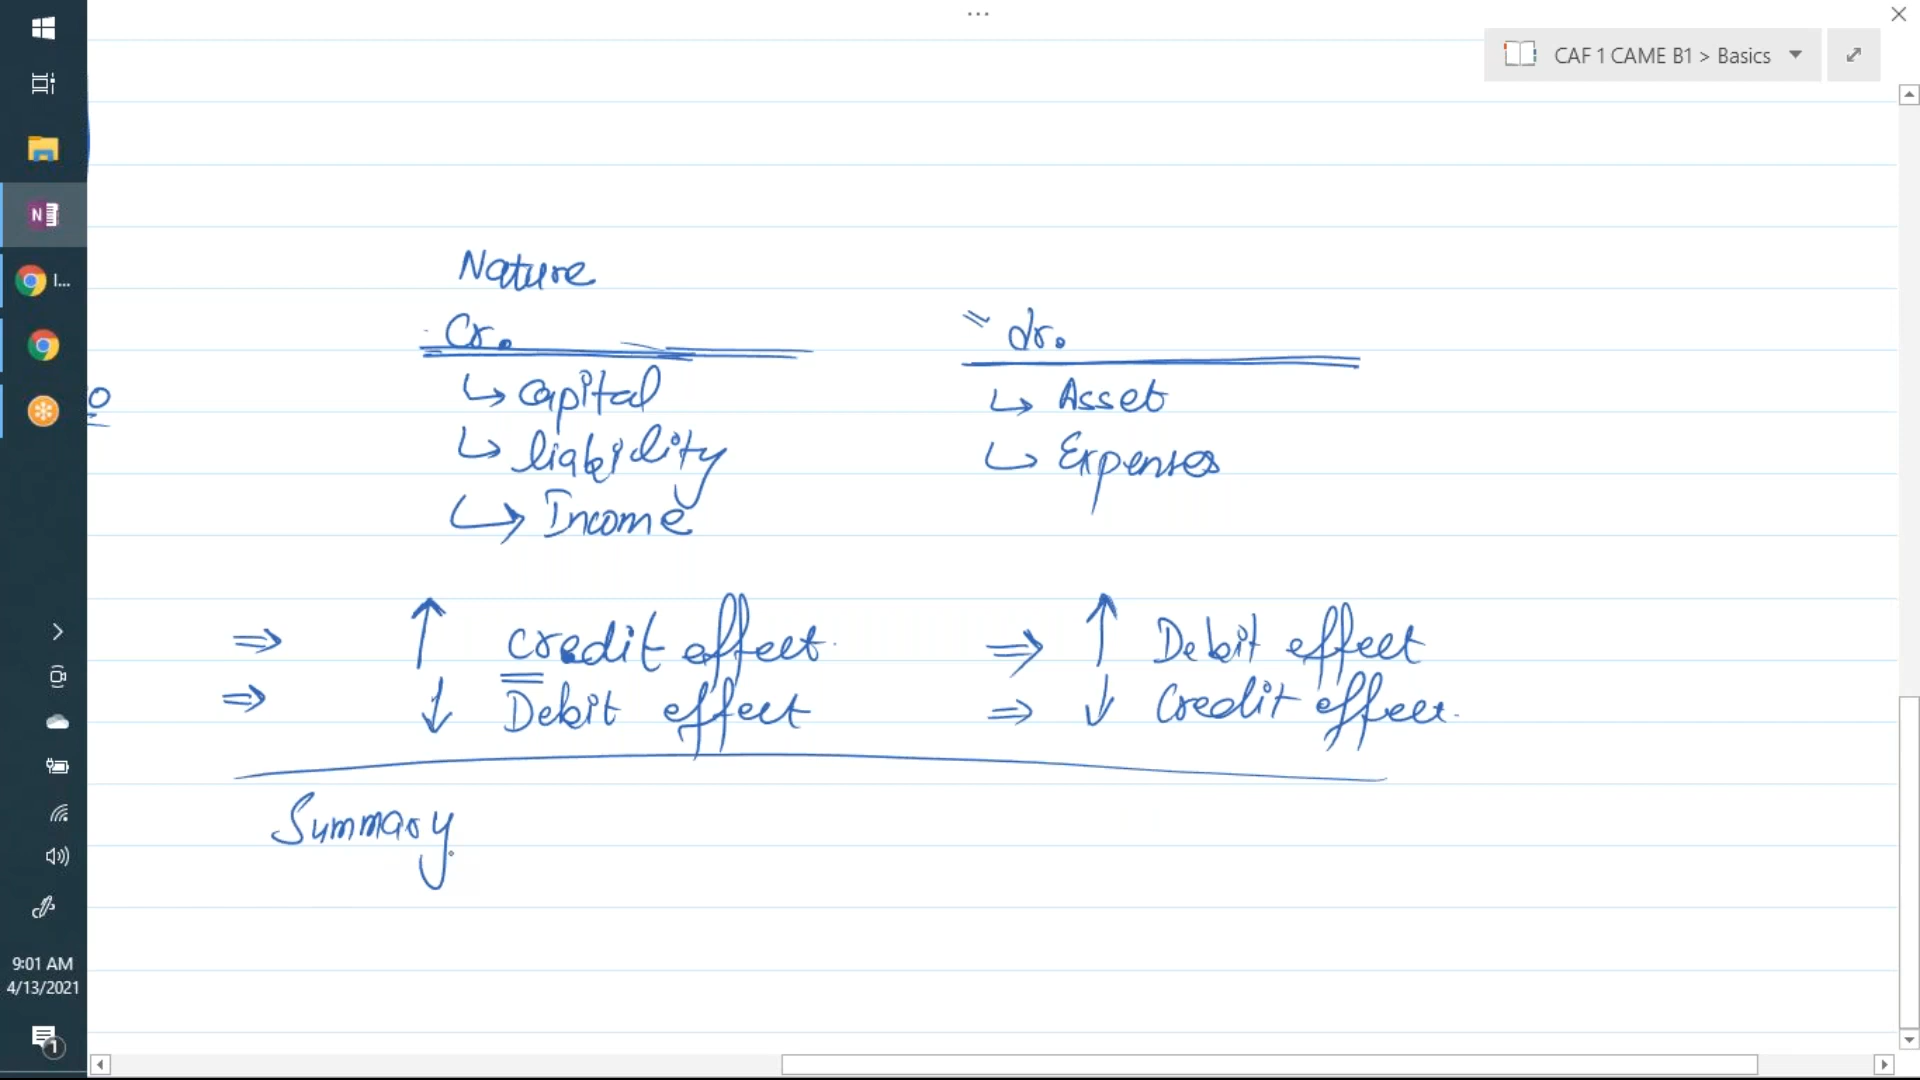 ...
CAF 1 CAME B1 > Basics
Nature
Cr. dr.
↳ Capital ↳ Asset
↳ liability ↳ Expenses
↳ Income
⇒ ↑ credit effect. ⇒ ↑ Debit effect
⇒ ↓ Debit effect ⇒ ↓ Credit effect.
Summary
I...
9:01 AM
4/13/2021
1